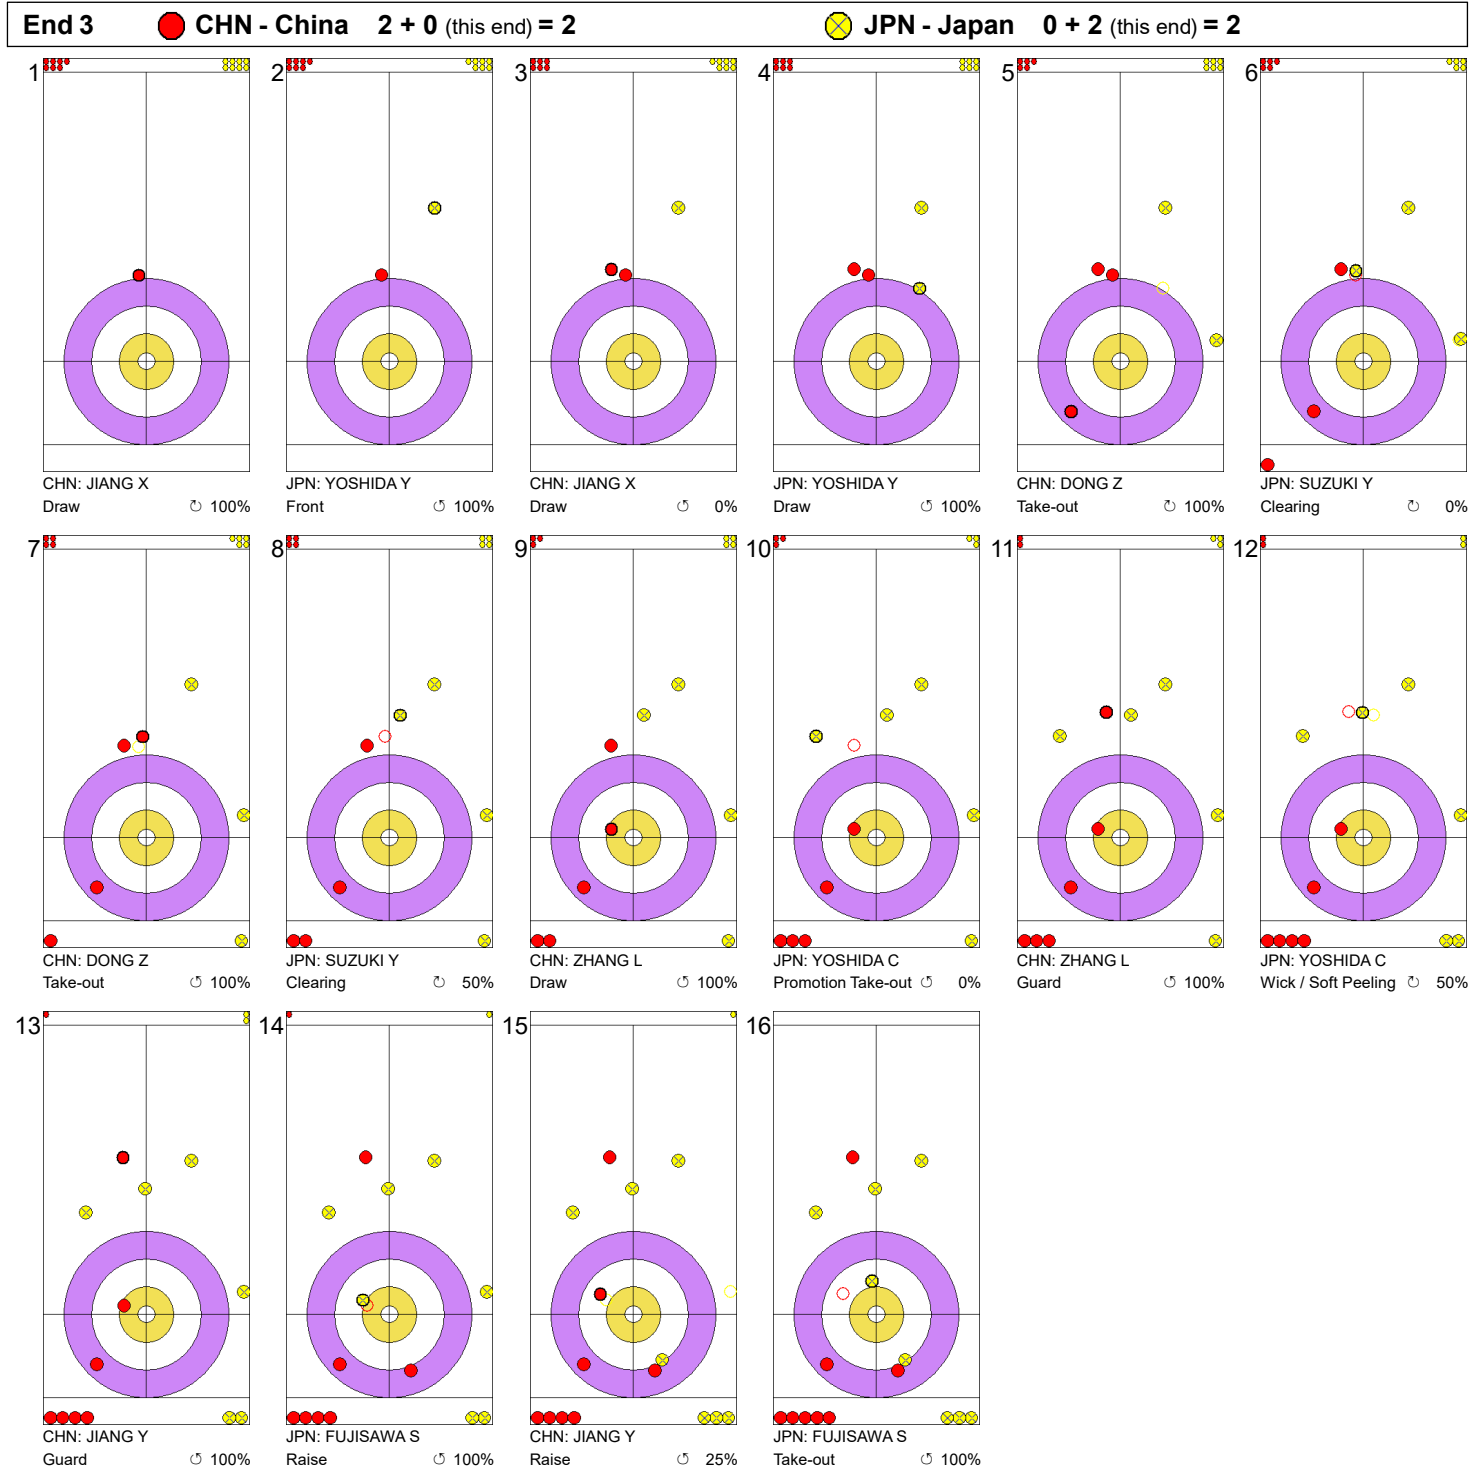 End 3 CHN - China 2 + 0 (this end) = 2 JPN - Japan 0 + 2 (this end) = 2
1 2 3 4 5 6
CHN: JIANG X JPN: YOSHIDA Y CHN: JIANG X JPN: YOSHIDA Y CHN: DONG Z JPN: SUZUKI Y
Draw ↻ 100% Front ↺ 100% Draw ↺ 0% Draw ↺ 100% Take-out ↻ 100% Clearing ↻ 0%
7 8 9 10 11 12
CHN: DONG Z JPN: SUZUKI Y CHN: ZHANG L JPN: YOSHIDA C CHN: ZHANG L JPN: YOSHIDA C
Take-out ↺ 100% Clearing ↻ 50% Draw ↺ 100% Promotion Take-out ↺ 0% Guard ↺ 100% Wick / Soft Peeling ↻ 50%
13 14 15 16
CHN: JIANG Y JPN: FUJISAWA S CHN: JIANG Y JPN: FUJISAWA S
Guard ↺ 100% Raise ↺ 100% Raise ↺ 25% Take-out ↺ 100%